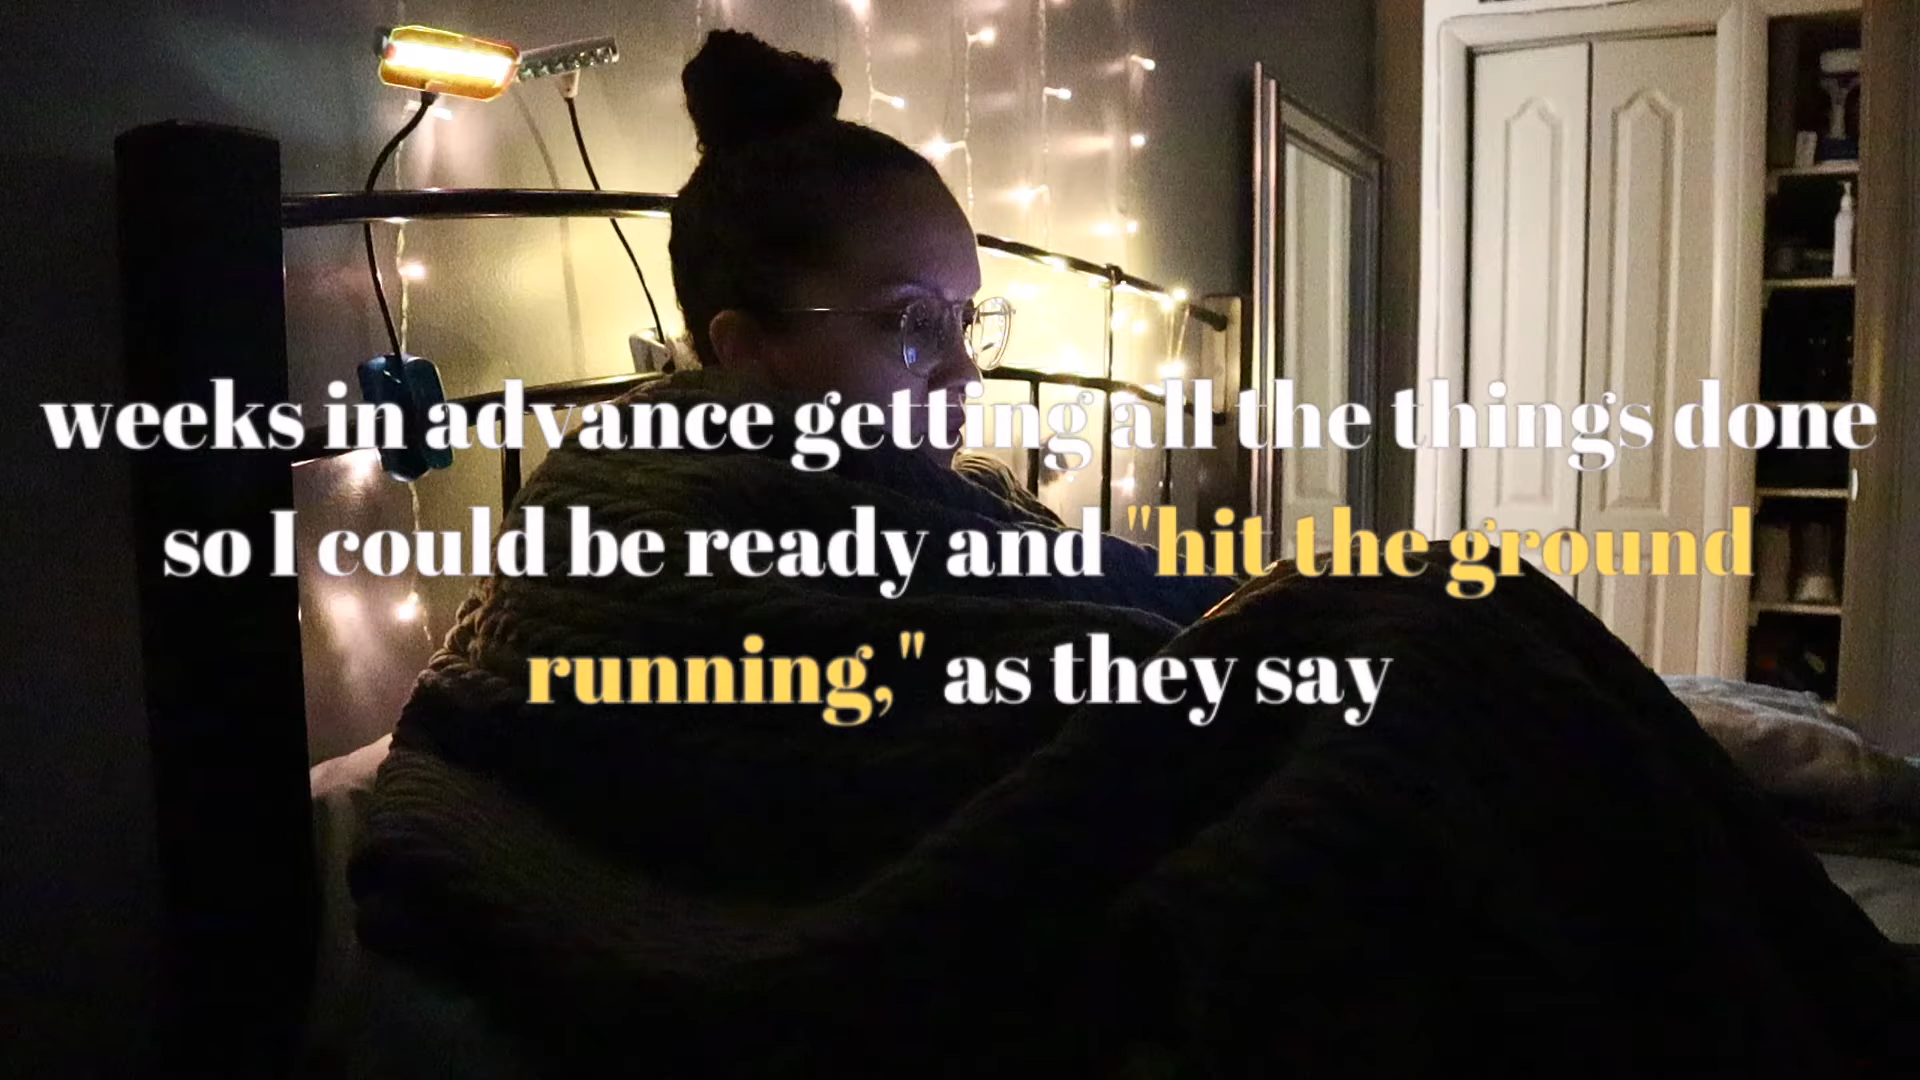 weeks in advance getting all the things done
so I could be ready and "hit the ground
running," as they say